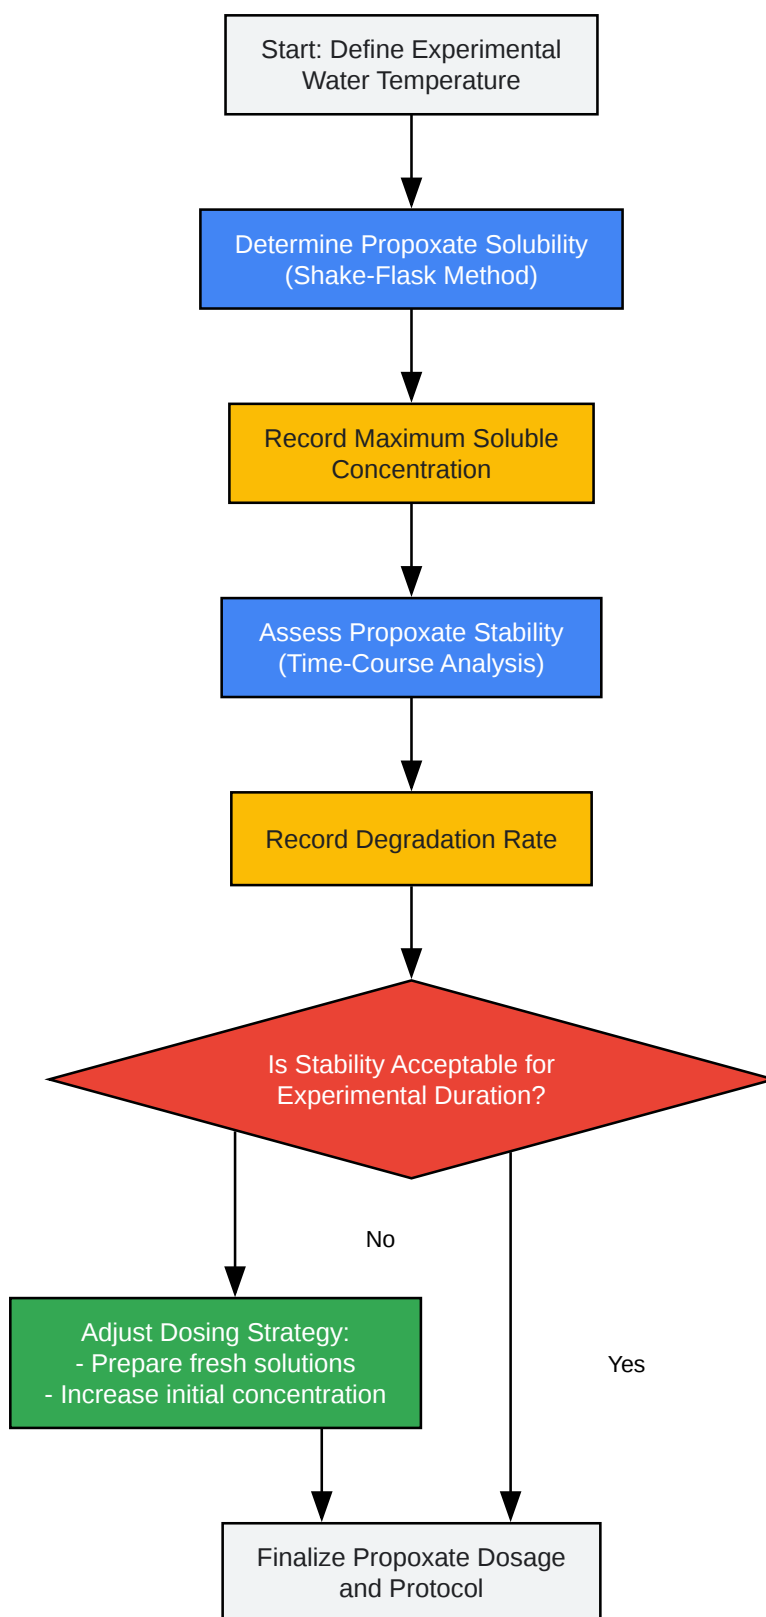 Start: Define Experimental
Water Temperature
Determine Propoxate Solubility
(Shake-Flask Method)
Record Maximum Soluble
Concentration
Assess Propoxate Stability
(Time-Course Analysis)
Record Degradation Rate
Is Stability Acceptable for
Experimental Duration?
No
Adjust Dosing Strategy:
- Prepare fresh solutions
- Increase initial concentration
Yes
Finalize Propoxate Dosage
and Protocol